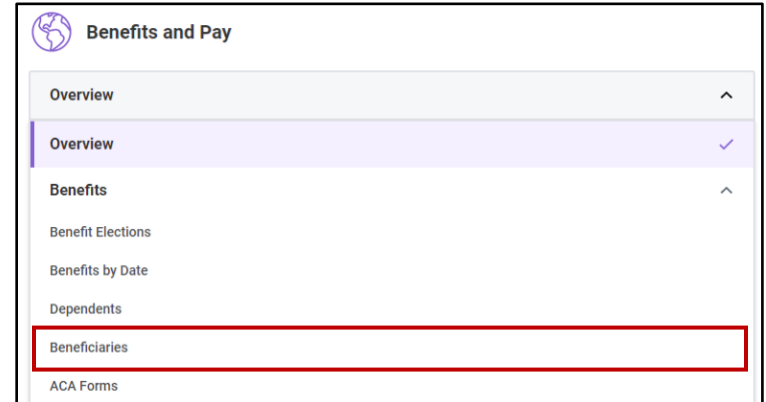 Benefits and Pay
Overview
Overview
Benefits
Benefit Elections
Benefits by Date
Dependents
Beneficiaries
ACA Forms